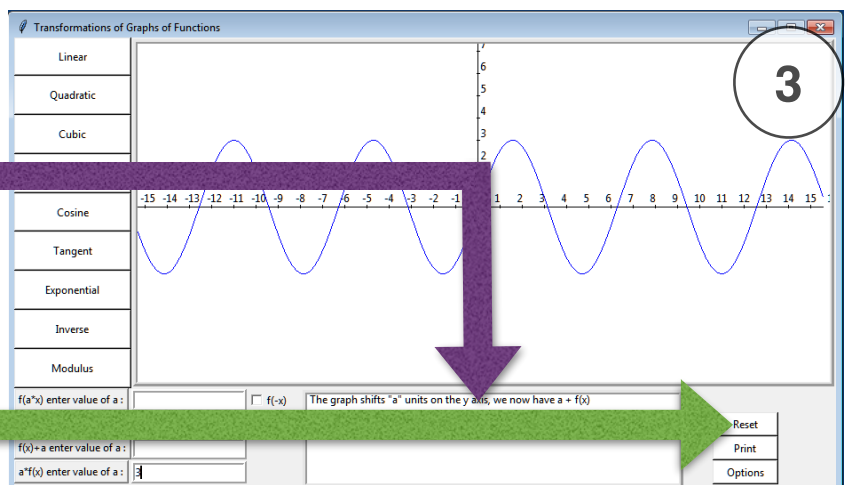 Transformations of Graphs of Functions
3
Linear
Quadratic
Cubic
Cosine
Tangent
Exponential
Inverse
Modulus
7
6
5
4
3
2
-15 -14 -13 -12 -11 -10 -9 -8 -7 -6 -5 -4 -3 -2 -1 1 2 3 4 5 6 7 8 9 10 11 12 13 14 15
f(a*x) enter value of a :
f(-x)
The graph shifts "a" units on the y axis, we now have a + f(x)
f(x)+a enter value of a :
a*f(x) enter value of a :
3
Reset
Print
Options